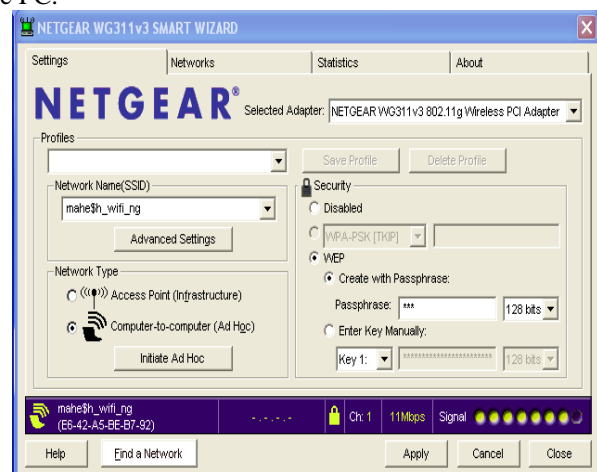 e PC.
NETGEAR WG311v3 SMART WIZARD
Settings Networks Statistics About
NETGEAR® Selected Adapter: NETGEAR WG311v3 802.11g Wireless PCI Adapter
Profiles
Save Profile Delete Profile
Network Name(SSID)
mahe$h_wifi_ng
Advanced Settings
Network Type
Access Point (Infrastructure)
Computer-to-computer (Ad Hoc)
Initiate Ad Hoc
Security
Disabled
WPA-PSK [TKIP]
WEP
Create with Passphrase:
Passphrase: *** 128 bits
Enter Key Manually:
Key 1: ************************** 128 bits
mahe$h_wifi_ng
(E6-42-A5-BE-B7-92) - . - . - . - . - Ch: 1 11Mbps Signal
Help Find a Network Apply Cancel Close